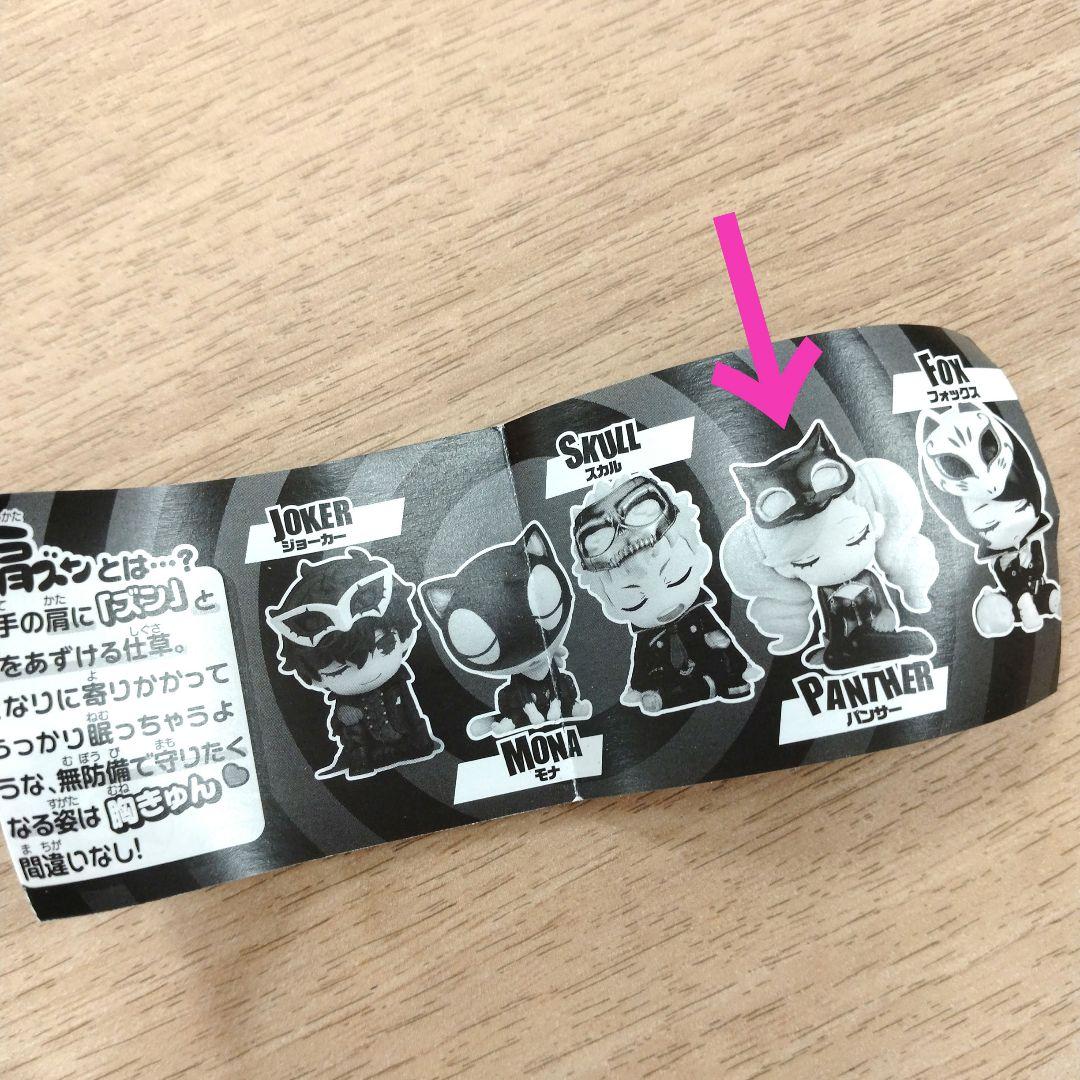 肩ズンとは…?
手の肩に「ズン」と
をあずける仕草。
なりに寄りかかって
うっかり眠っちゃうよ
うな、無防備で守りたく
なる姿は胸きゅん
間違いなし!
JOKER
ジョーカー
MONA
モナ
SKULL
スカル
PANTHER
パンサー
FOX
フォックス